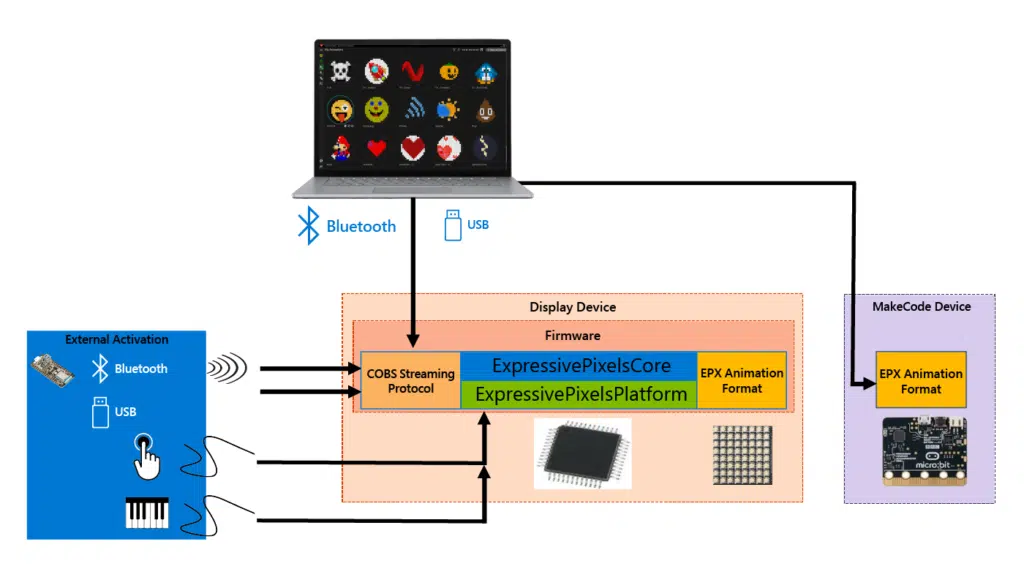 Bluetooth
USB
Display Device
MakeCode Device
Firmware
External Activation
Bluetooth
USB
COBS Streaming
Protocol
ExpressivePixelsCore
ExpressivePixelsPlatform
EPX Animation
Format
EPX Animation
Format
micro:bit